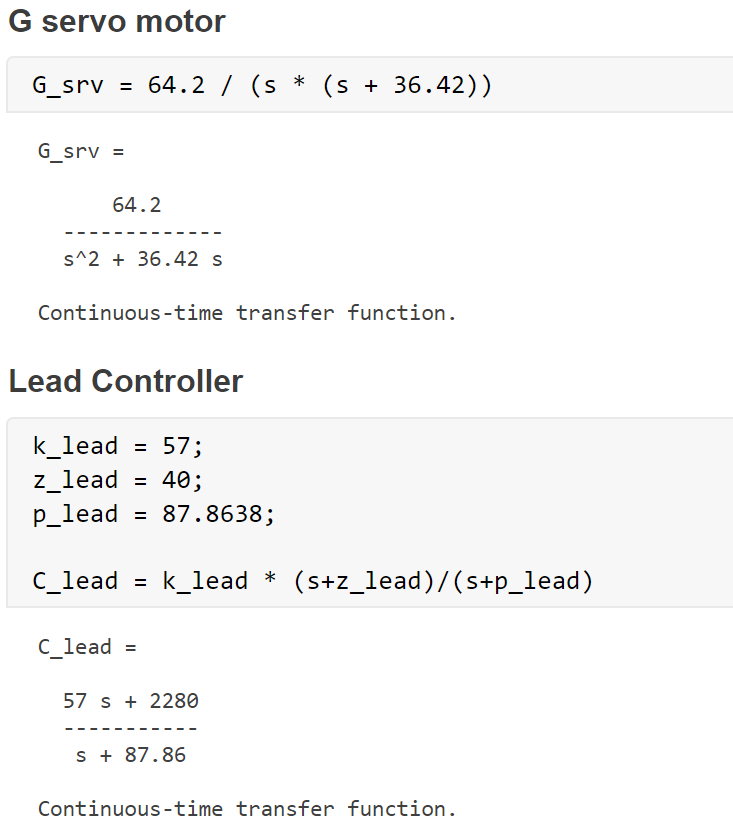 G servo motor
G_srv = 64.2 / (s * (s + 36.42))
G_srv =
64.2
-------------
s^2 + 36.42 s
Continuous-time transfer function.
Lead Controller
k_lead = 57;
z_lead = 40;
p_lead = 87.8638;
C_lead = k_lead * (s+z_lead)/(s+p_lead)
C_lead =
57 s + 2280
-----------
s + 87.86
Continuous-time transfer function.